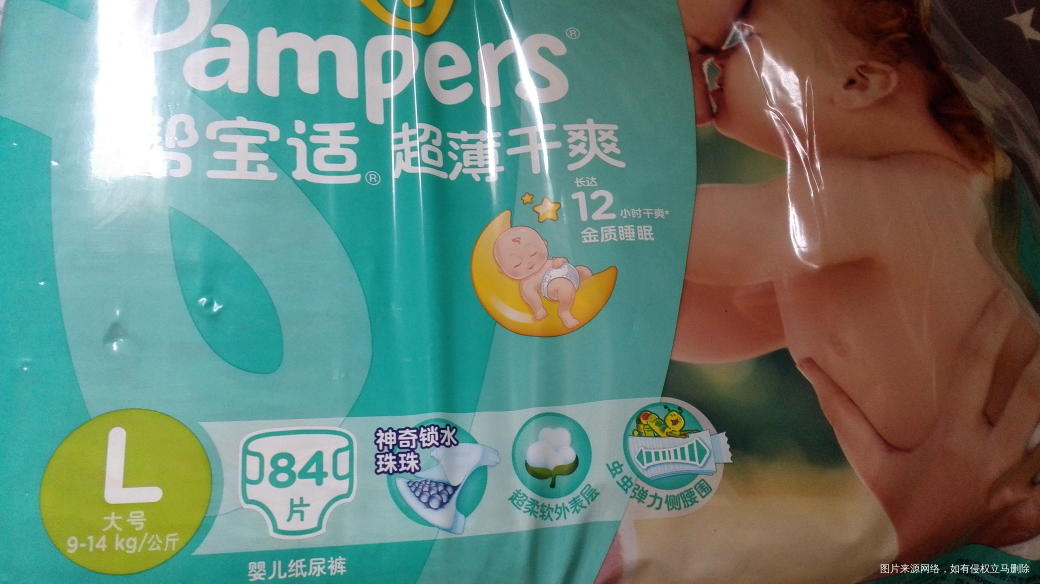 Pampers®
帮宝适® 超薄干爽
长达
12 小时干爽*
金质睡眠
L
大号
9-14 kg/公斤
84
片
神奇锁水
珠珠
超柔软外表层
虫虫弹力侧腰围
婴儿纸尿裤
图片来源网络，如有侵权立马删除